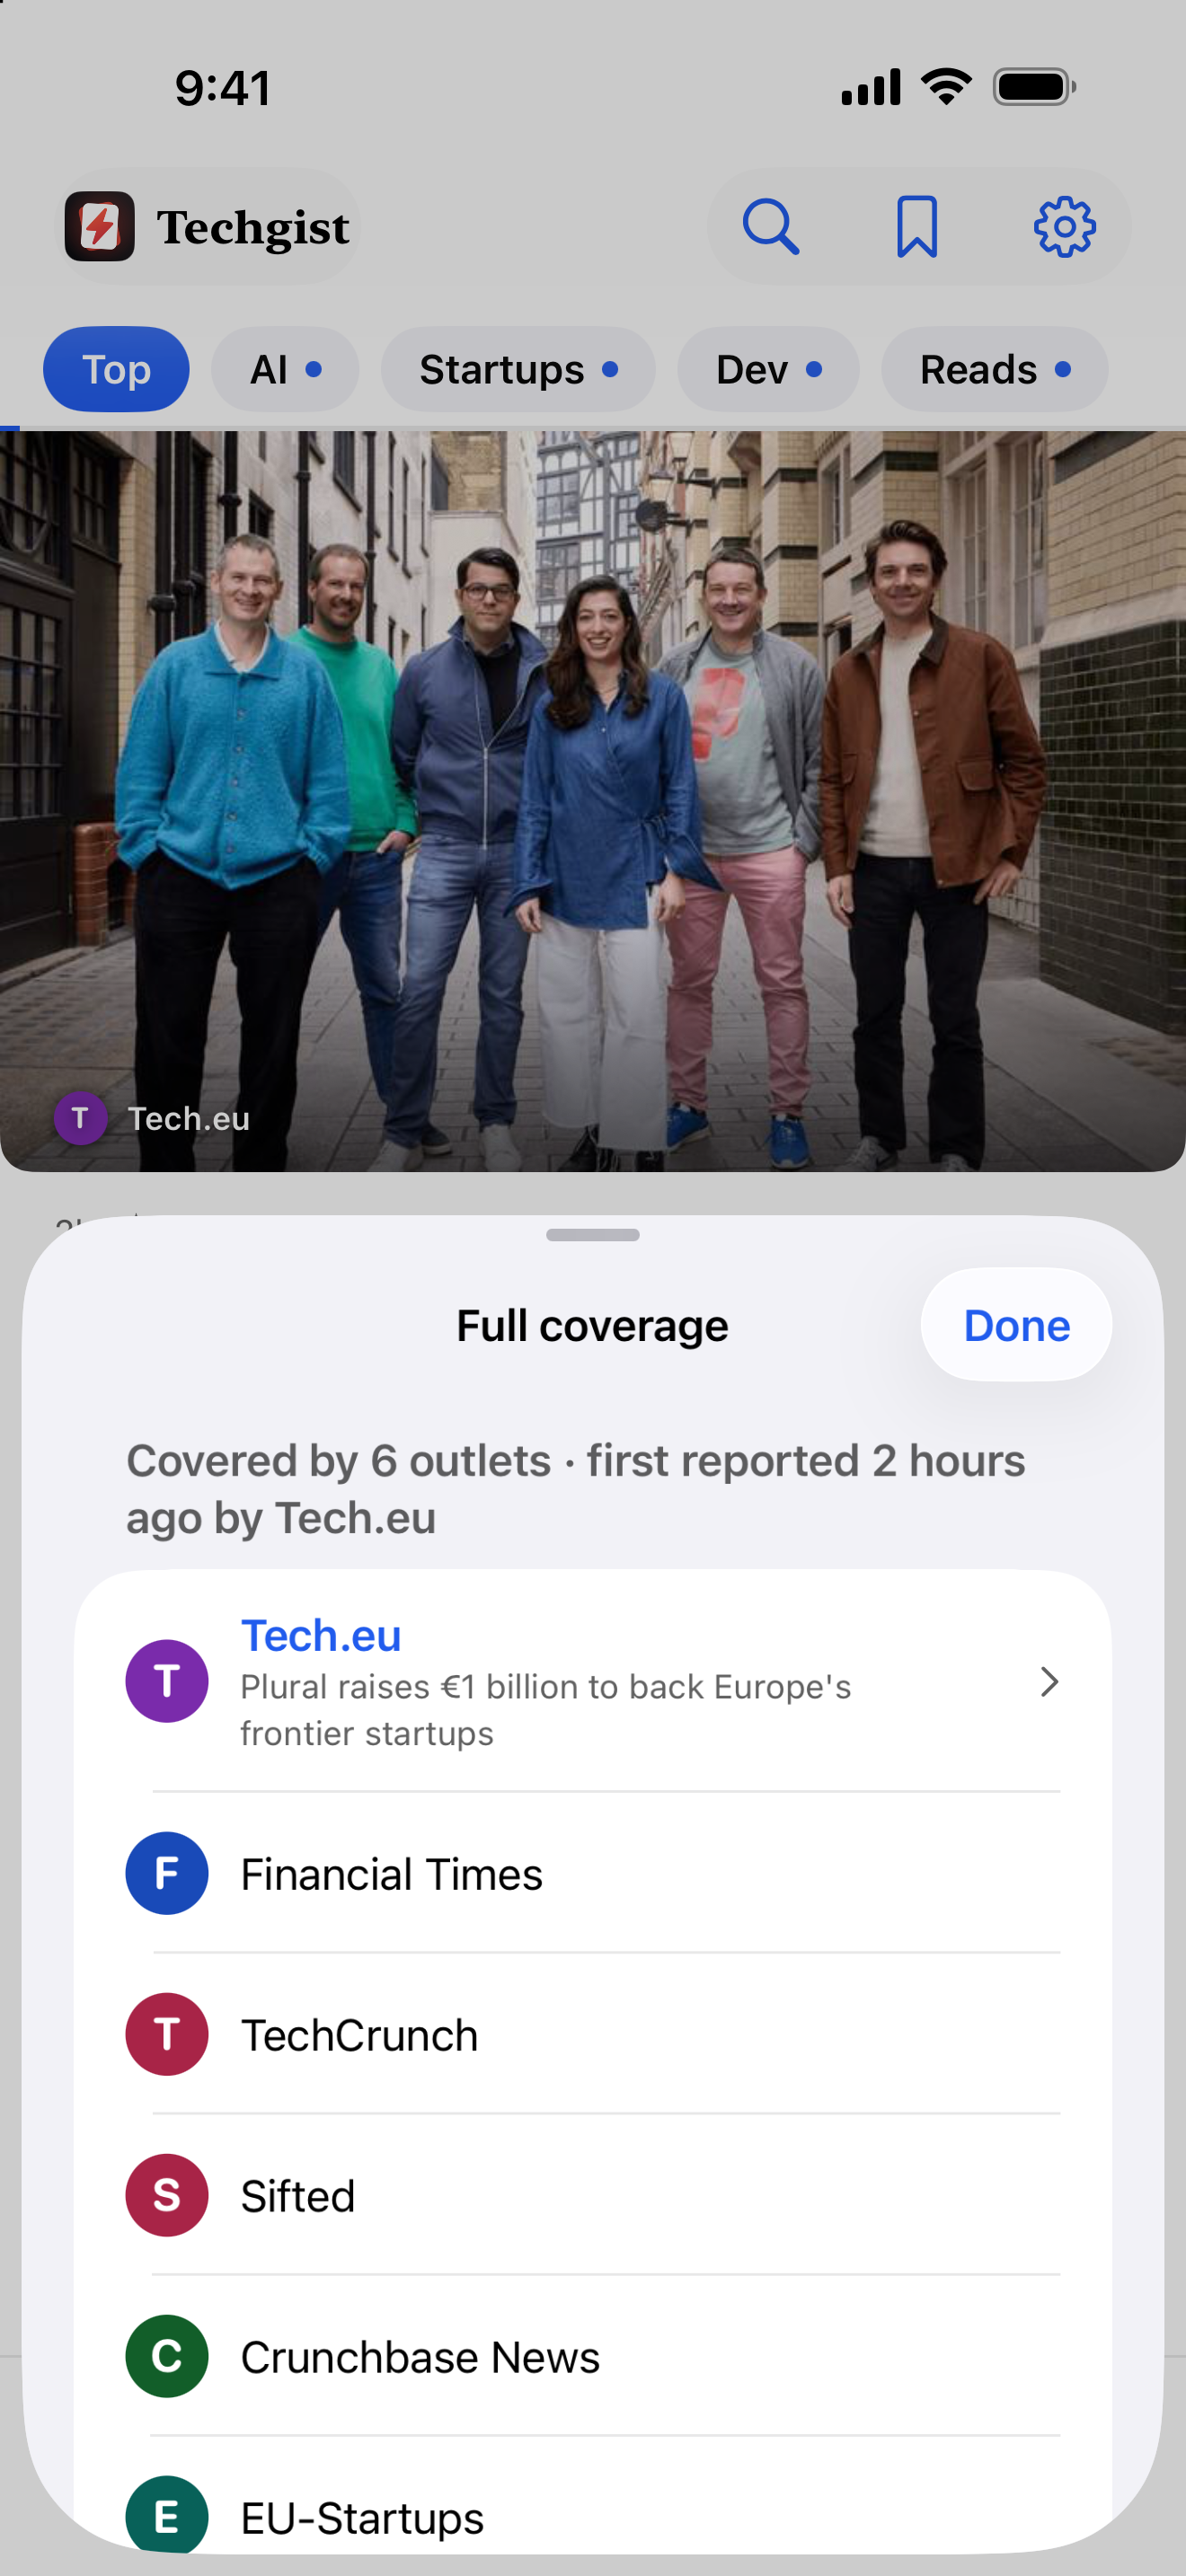 9:41
Techgist
Top
AI
Startups
Dev
Reads
T
Tech.eu
Full coverage
Done
Covered by 6 outlets · first reported 2 hours
ago by Tech.eu
T
Tech.eu
Plural raises €1 billion to back Europe's
frontier startups
F
Financial Times
T
TechCrunch
S
Sifted
C
Crunchbase News
E
EU-Startups